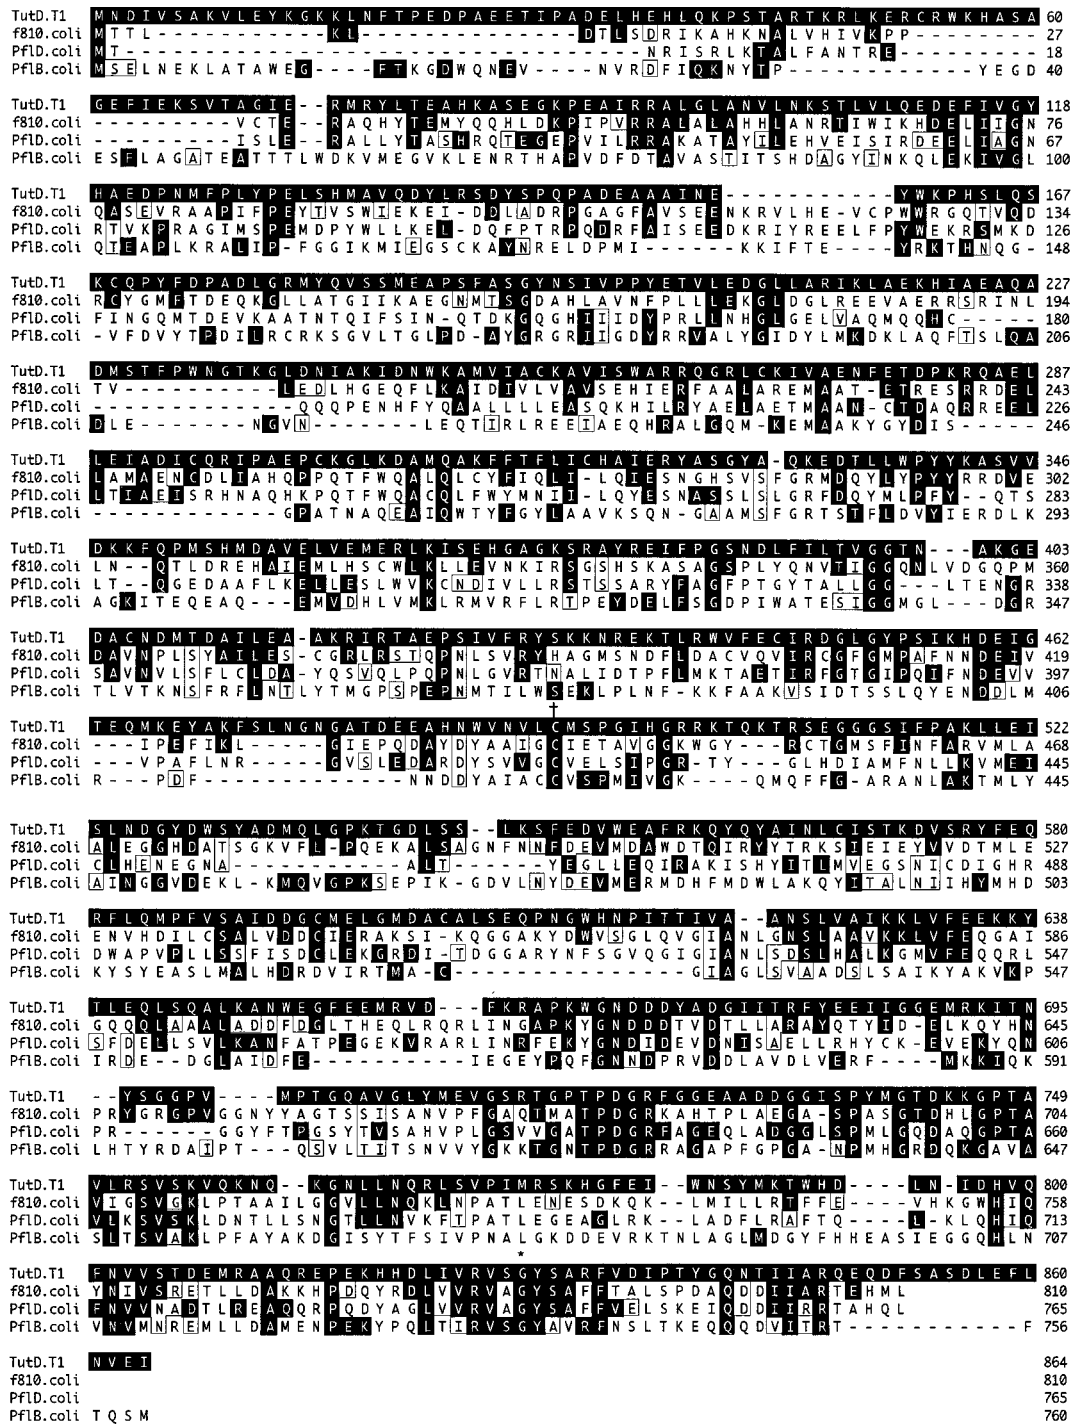 TutD.T1 MNDIVSAKVLEYKGKKLNFTPEDPAEETIPADELHEHLQKPSTARTKRLKERCRWKHASA 60
f810.coli MTTL-----------KL--------------DTLSDRIKAHKNALVHIVKPP-------- 27
PflD.coli MT---------------------------------NRISRLKTALFANTRE--------- 18
PflB.coli MSELNEKLATAWEG----FTKGDWQNEV----NVRDFIQKNYTP------------YEGD 40
TutD.T1 GEFIEKSVTAGIE--RMRYLTEAHKASEGKPEAIRRALGLANVLNKSTLVLQEDEFIVGY 118
f810.coli ---------VCTE--RAQHYTEMYQQHLDKPIPVRRALALAHHLANRTIWIKHDELIIGN 76
PflD.coli ---------ISLE--RALLYTASHRQTEGEPVILRRAKATAYILEHVEISIRDEELIAGN 67
PflB.coli ESFLAGATEATTTLWDKVMEGVKLENRTHAPVDFDTAVASTITSHDAGYINKQLEKIVGL 100
TutD.T1 HAEDPNMFPLYPELSHMAVQDYLRSDYSPQPADEAAAINE-----------YWKPHSLQS 167
f810.coli QASEVRAAPIFPEYTVSWIEKEI-DDLADRPGAGFAVSEENKRVLHE-VCPWWRGQTVQD 134
PflD.coli RTVKPRAGIMSPEMDPYWLLKEL-DQFPTRPQDRFAISEEDKRIYREELFPYWEKRSMKD 126
PflB.coli QTEAPLKRALIP-FGGIKMIEGSCKAYNRELDPMI-----KKIFTE-----YRKTHNQG- 148
TutD.T1 KCQPYFDPADLGRMYQVSSMEAPSFASGYNSIVPPYETVLEDGLLARIKLAEKHIAEAQA 227
f810.coli RCYGMFTDEQKGLLATGIIKAEGNMTSGDAHLAVNFPLLLEKGLDGLREEVAERRSRINL 194
PflD.coli FINGQMTDEVKAATNTQIFSIN-QTDKGQGHIIIDYPRLLNHGLGELVAQMQQHC----- 180
PflB.coli -VFDVYTPDILRCRKSGVLTGLPD-AYGRGRIIGDYRRVALYGIDYLMKDKLAQFTSLQA 206
TutD.T1 DMSTFPWNGTKGLDNIAKIDNWKAMVIACKAVISWARRQGRLCKIVAENFETDPKRQAEL 287
f810.coli TV----------LEDLHGEQFLKAIDIVLVAVSEHIERFAALAREMAAT-ETRESRRDEL 243
PflD.coli -------------QQQPENHFYQAALLLLEASQKHILRYAELAETMAAN-CTDAQRREEL 226
PflB.coli DLE-----NGVN---LEQTIRLREEIAEQHRALGQM-KEMAAKYGYDIS----- 246
TutD.T1 LEIADICQRIPAEPCKGLKDAMQAKFFTFLICHAIERYASGYA-QKEDTLLWPYYKASVV 346
f810.coli LAMAENCDLIAHQPPQTFWQALQLCYFIQLI-LQIESNGHSVSFGRMDQYLYPYYRRDVE 302
PflD.coli LTIAEISRHNAQHKPQTFWQACQLFWYMNII-LQYESNASSLSLGRFDQYMLPFY--QTS 283
PflB.coli ------------GPATNAQEAIQWTYFGYLAAVKSQN-GAAMSFGRTSTFLDVYIERDLK 293
TutD.T1 DKKFQPMSHMDAVELVEMERLKISEHGAGKSRAYREIFPGSNDLFILTVGGTN---AKGE 403
f810.coli LN--QTLDREHAIEMLHSCWLKLLEVNKIRSGSHSKASAGSPLYQNVTIGGQNLVDGQPM 360
PflD.coli LT--QGEDAAFLKELLESLWVKCNDIVLLRSTSSARYFAGFPTGYTALLGG--LTENGR 338
PflB.coli AGKITEQEAQ---EMVDHLVMKLRMVRFLRTPEYDELFSGDPIWATESIGGMGL---DGR 347
TutD.T1 DACNDMTDAILEA-AKRIRTAEPSIVFRYSKKNREKTLRWVFECIRDGLGYPSIKHDEIG 462
f810.coli DAVNPLSYAILES-CGRLRSTQPNLSVRYHAGMSNDFLDACVQVIRCGFGMPAFNNDEIV 419
PflD.coli SAVNVLSFLCLDA-YQSVQLPQPNLGVRTNALIDTPFLMKTAETIRFGTGIPQIFNDEVV 396
PflB.coli TLVTKNSFRFLNTLYTMGPSPEPNMTILWSEKLPLNF-KKFAAKVSIDTSSLQYENDDLM 406
†
TutD.T1 TEQMKEYAKFSLNGNGATDEEAHNWVNVLCMSPGIHGRRKTQKTRSEGGGSIFPAKLLEI 522
f810.coli ---IPEFIKL------GIEPQDAYDYAAIGCIETAVGGKWGY---RCTGMSFINFARVMLA 468
PflD.coli ---VPAFLNR------GVSLEDARDYSVVGCVELSIPGR-TY---GLHDIAMFNLLKVMEI 445
PflB.coli R---PDF---------NNDDYAIACCVSPMIVGK----QMQFFG-ARANLAKTMLY 445
TutD.T1 SLNDGYDWSYADMQLGPKTGDLSS--LKSFEDVWEAFRKQYQYAINLCISTKDVSRYFEQ 580
f810.coli ALEGGHDATSGKVFL-PQEKALSAGNFNNFDEVMDAWDTQIRYYTRKSIEIEYVVDTMLE 527
PflD.coli CLHENEGNA-----------ALT------YEGLLEQIRAKISHYITLMVEGSNICDIGHR 488
PflB.coli AINGGVDEKL-KMQVGPKSEPIK-GDVLNYDEVMERMDHFMDWLAKQYITALNIIHYMHD 503
TutD.T1 RFLQMPFVSAIDDGCMELGMDACALSEQPNGWHNPITTIVA--ANSLVAIKKLVFEEKKY 638
f810.coli ENVHDILCSALVDDCIERAKSI-KQGGAKYDWVSGLQVGIANLGNSLAAVKKLVFEQGAI 586
PflD.coli DWAPVPLLSSFISDCLEKGRDI-TDGGARYNFSGVQGIGIANLSDSLHALKGMVFEQQRL 547
PflB.coli KYSYEASLMALHDRDVIRTMA-C----------------GIAGLSVAADSLSAIKYAKVKP 547
TutD.T1 TLEQLSQALKANWEGFEEMRVD---FKRAPKWGNDDDYADGIITRFYEEIIGGEMRKITN 695
f810.coli GQQQLAAALADDFDGLTHEQLRQRLINGAPKYGNDDDTVDTLLARAYQTYID-ELKQYHN 645
PflD.coli SFDELLSVLKANFATPEGEKVRARLINRFEKYGNDIDEVDNISAELLRHYCK-EVEKYQN 606
PflB.coli IRDE--DGLAIDFE---------IEGEYPQFGNNDPRVDDLAVDLVERF----MKKIQK 591
TutD.T1 --YSGGPV----MPTGQAVGLYMEVGSRTGPTPDGRFGGEAADDGGISPYMGTDKKGPTA 749
f810.coli PRYGRGPVGGNYYAGTSSISANVPFGAQTMATPDGRKAHTPLAEGA-SPASGTDHLGPTA 704
PflD.coli PR------GGYFTPGSYTVSAHVPLGSVVGATPDGRFAGEQLADGGLSPMLGQDAQGPTA 660
PflB.coli LHTYRDAIPT---QSVLTITSNVVYGKKTGNTPDGRRAGAPFGPGA-NPMHGRDQKGAVA 647
TutD.T1 VLRSVSKVQKNQ--KGNLLNQRLSVPIMRSKHGFEI--WNSYMKTWHD----LN-IDHVQ 800
f810.coli VIGSVGKLPTAAILGGVLLNQKLNPATLENESDKQK--LMILLRTFFE-----VHKGWHIQ 758
PflD.coli VLKSVSKLDNTLLSNGTLLNVKFTPATLEGEAGLRK--LADFLRAFTQ----L-KLQHIQ 713
PflB.coli SLTSVAKLPFAYAKDGISYTFSIVPNALGKDDEVRKTNLAGLMDGYFHHEASIEGGQHLN 707
*
TutD.T1 FNVVSTDEMRAAQREPEKHHDLIVRVSGYSARFVDIPTYGQNTIIARQEQDFSASDLEFL 860
f810.coli YNIVSRETLLDAKKHPDQYRDLVVRVAGYSAFFTALSPDAQDDIIARTEHML 810
PflD.coli FNVVNADTLREAQQRPQDYAGLVVRVAGYSAFFVELSKEIQDDIIRRTAHQL 765
PflB.coli VNVMNREMLLDAMENPEKYPQLTIRVSGYAVRFNSLTKEQQQDVITRT-----------F 756
TutD.T1 NVEI 864
f810.coli 810
PflD.coli 765
PflB.coli TQSM 760